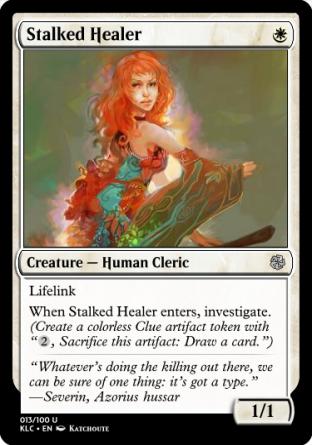 Stalked Healer
Creature — Human Cleric
Lifelink
When Stalked Healer enters, investigate.
(Create a colorless Clue artifact token with
“2, Sacrifice this artifact: Draw a card.”)
“Whatever’s doing the killing out there, we
can be sure of one thing: it’s got a type.”
—Severin, Azorius hussar
1/1
013/100 U
KLC • EN Katchoute